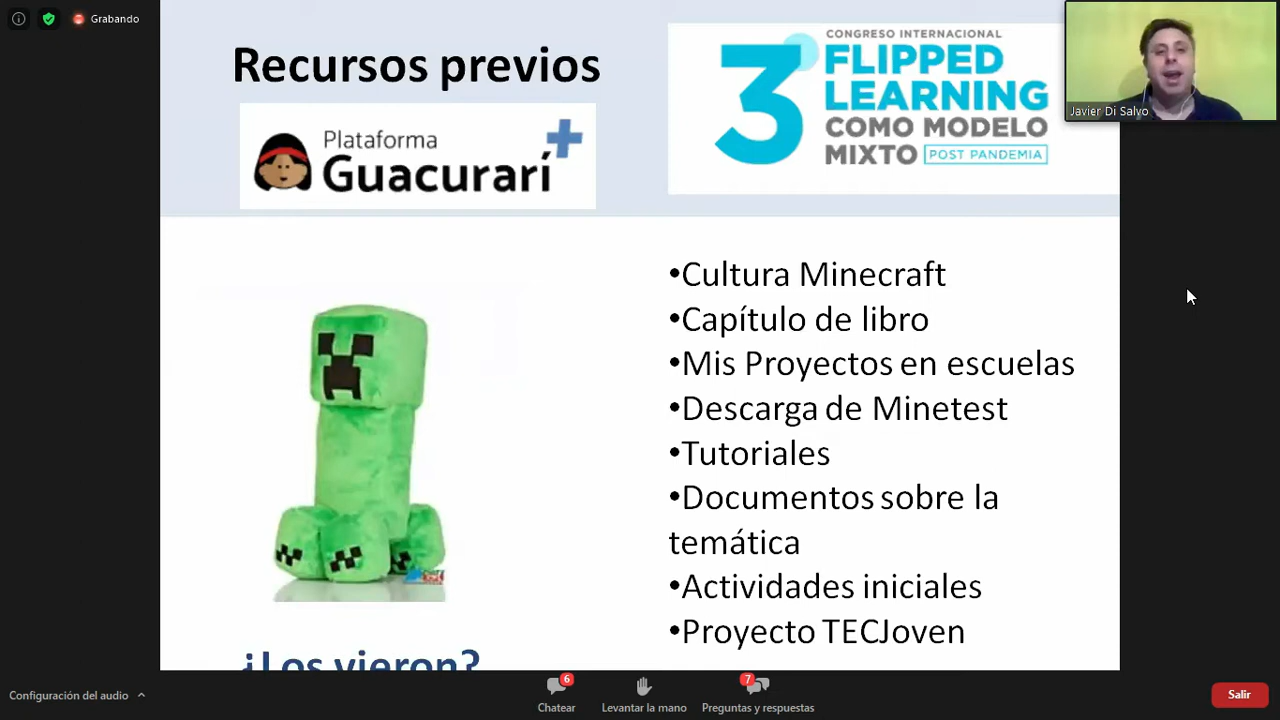 Grabando
Recursos previos
Plataforma
Guacurarí
3°
CONGRESO INTERNACIONAL
FLIPPED
LEARNING
COMO MODELO
MIXTO POST PANDEMIA
Javier Di Salvo
•Cultura Minecraft
•Capítulo de libro
•Mis Proyectos en escuelas
•Descarga de Minetest
•Tutoriales
•Documentos sobre la
temática
•Actividades iniciales
•Proyecto TECJoven
¿Los vieron?
Configuración del audio
6
Chatear
Levantar la mano
7
Preguntas y respuestas
Salir